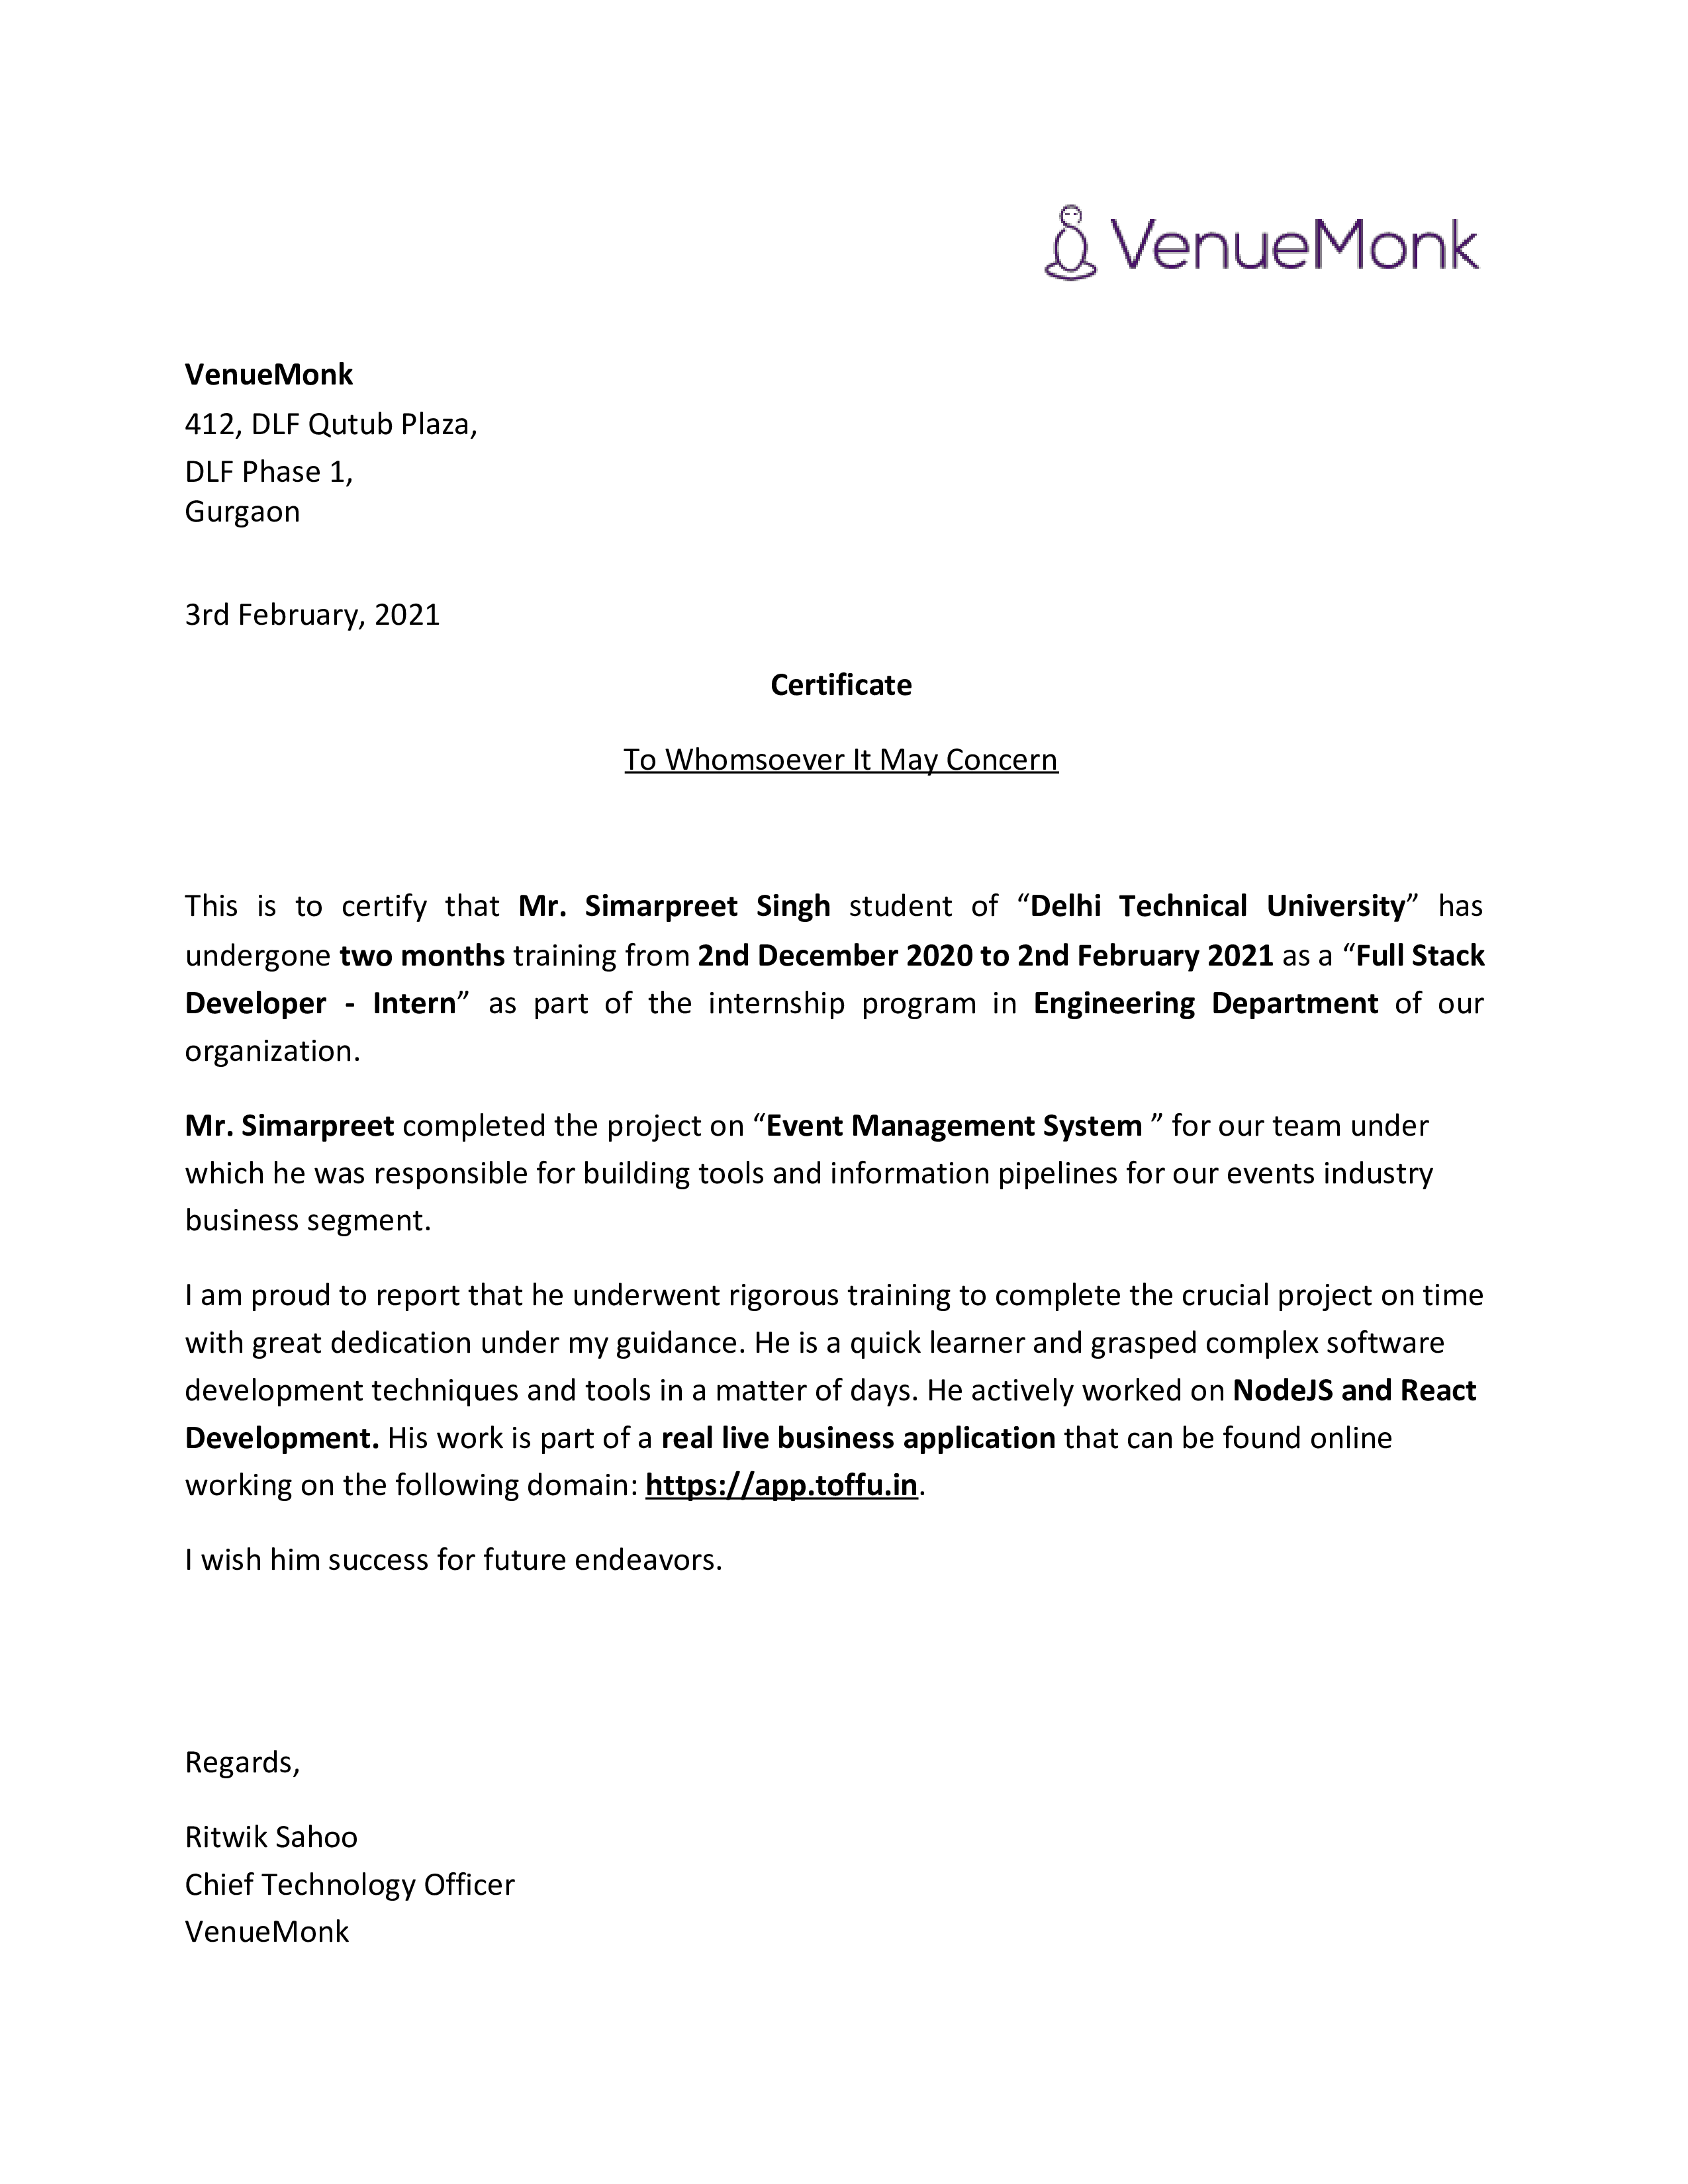 VenueMonk
VenueMonk
412, DLF Qutub Plaza,
DLF Phase 1,
Gurgaon
3rd February, 2021
Certificate
To Whomsoever It May Concern
This is to certify that Mr. Simarpreet Singh student of “Delhi Technical University” has
undergone two months training from 2nd December 2020 to 2nd February 2021 as a “Full Stack
Developer - Intern” as part of the internship program in Engineering Department of our
organization.
Mr. Simarpreet completed the project on “Event Management System ” for our team under
which he was responsible for building tools and information pipelines for our events industry
business segment.
I am proud to report that he underwent rigorous training to complete the crucial project on time
with great dedication under my guidance. He is a quick learner and grasped complex software
development techniques and tools in a matter of days. He actively worked on NodeJS and React
Development. His work is part of a real live business application that can be found online
working on the following domain: https://app.toffu.in.
I wish him success for future endeavors.
Regards,
Ritwik Sahoo
Chief Technology Officer
VenueMonk